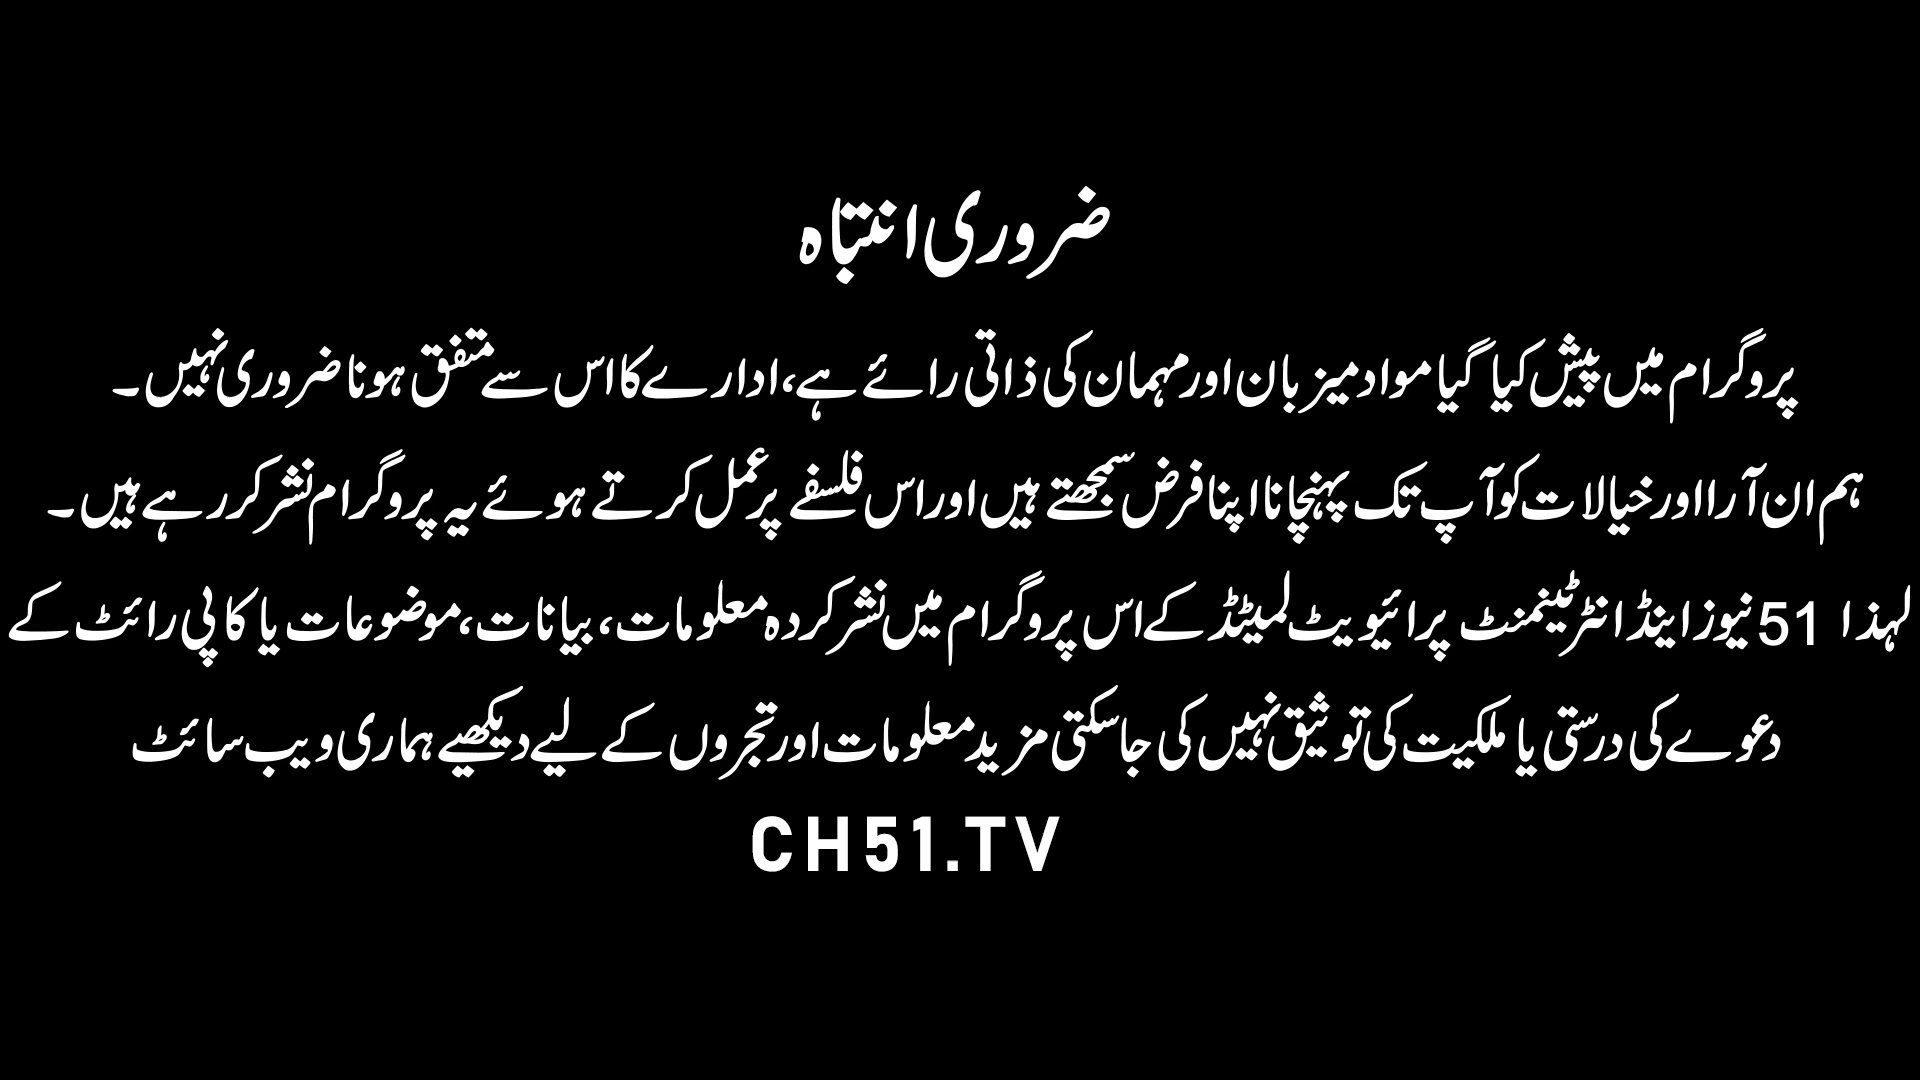 ضروری انتباہ
پروگرام میں پیش کیا گیا مواد میزبان اور مہمان کی ذاتی رائے ہے، ادارے کا اس سے متفق ہونا ضروری نہیں۔
ہم ان آرا اور خیالات کو آپ تک پہنچانا اپنا فرض سمجھتے ہیں اور اس فلسفے پر عمل کرتے ہوئے یہ پروگرام نشر کر رہے ہیں۔
لہذا 51 نیوز اینڈ انٹرٹینمنٹ پرائیویٹ لمیٹڈ کے اس پروگرام میں نشر کردہ معلومات، بیانات، موضوعات یا کاپی رائٹ کے
دعوے کی درستی یا ملکیت کی توثیق نہیں کی جا سکتی مزید معلومات اور تجروں کے لیے دیکھیے ہماری ویب سائٹ
CH51.TV